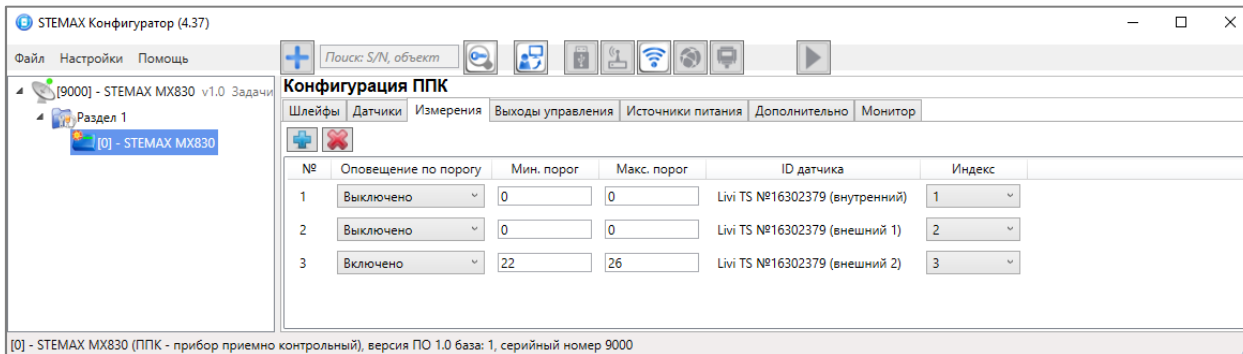 STEMAX Конфигуратор (4.37)
Файл Настройки Помощь
Поиск: S/N, объект
[9000] - STEMAX MX830 v1.0 Задачи
Раздел 1
[0] - STEMAX MX830
Конфигурация ППК
Шлейфы Датчики Измерения Выходы управления Источники питания Дополнительно Монитор
№ Оповещение по порогу Мин. порог Макс. порог ID датчика Индекс
1 Выключено 0 0 Livi TS №16302379 (внутренний) 1
2 Выключено 0 0 Livi TS №16302379 (внешний 1) 2
3 Включено 22 26 Livi TS №16302379 (внешний 2) 3
[0] - STEMAX MX830 (ППК - прибор приемно контрольный), версия ПО 1.0 база: 1, серийный номер 9000